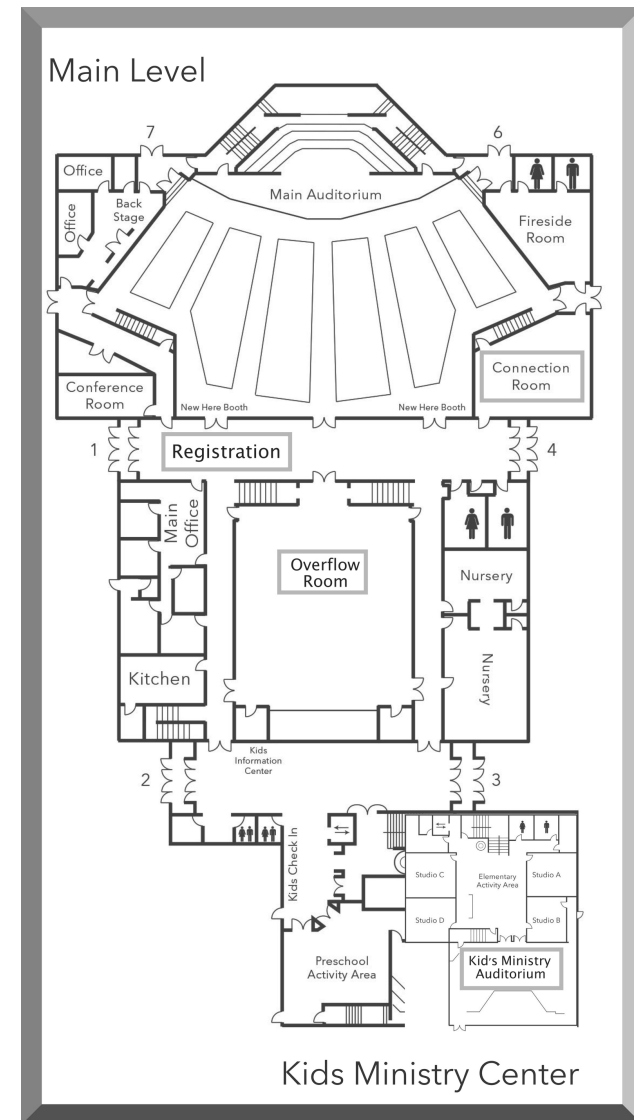 Main Level
7
6
Office
Office
Back
Stage
Main Auditorium
Fireside
Room
Connection
Room
Conference
Room
New Here Booth
New Here Booth
1
Registration
4
Main
Office
Overflow
Room
Nursery
Nursery
Kitchen
Kids
Information
Center
2
3
Kids Check In
Studio C
Elementary
Activity Area
Studio A
Studio D
Studio B
Preschool
Activity Area
Kid's Ministry
Auditorium
Kids Ministry Center